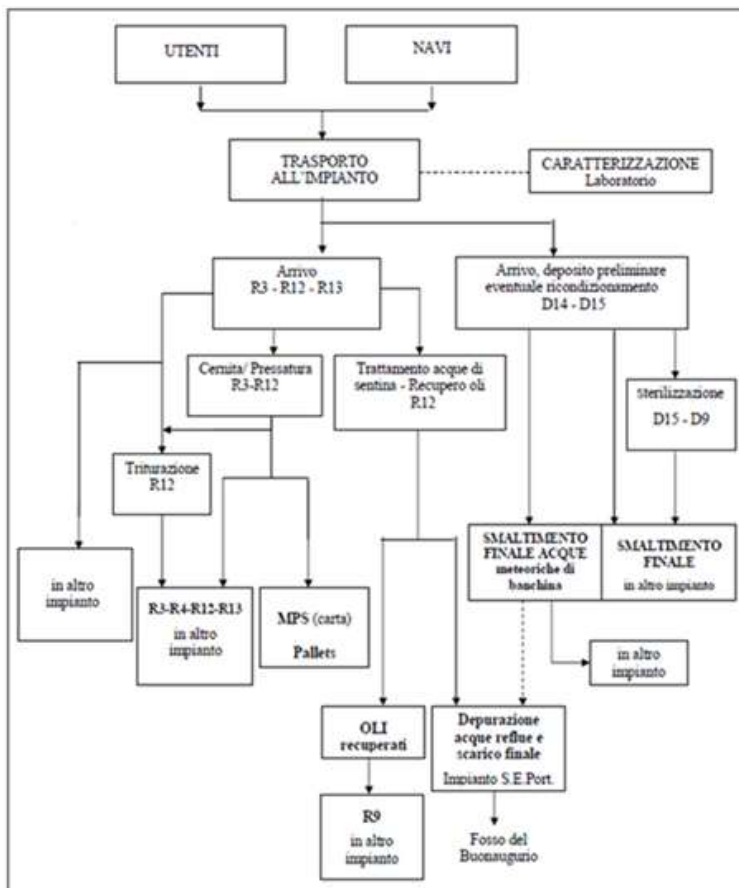 UTENTI
NAVI
TRASPORTO
ALL'IMPIANTO
CARATTERIZZAZIONE
Laboratorio
Arrivo
R3 - R12 - R13
Arrivo, deposito preliminare
eventuale ricondizionamento
D14 - D15
Cernita/ Pressatura
R3-R12
Trattamento acque di
sentina - Recupero oli
R12
Sterilizzazione
D15 - D9
Triturazione
R12
SMALTIMENTO
FINALE ACQUE
meteoriche di
banchina
SMALTIMENTO
FINALE
in altro impianto
in altro
impianto
R3-R4-R12-R13
in altro
impianto
MPS (carta)
Pallets
in altro
impianto
OLI
recuperati
Depurazione
acque reflue e
scarico finale
Impianto S.E.Port.
R9
in altro
impianto
Fosso del
Buonaugurio